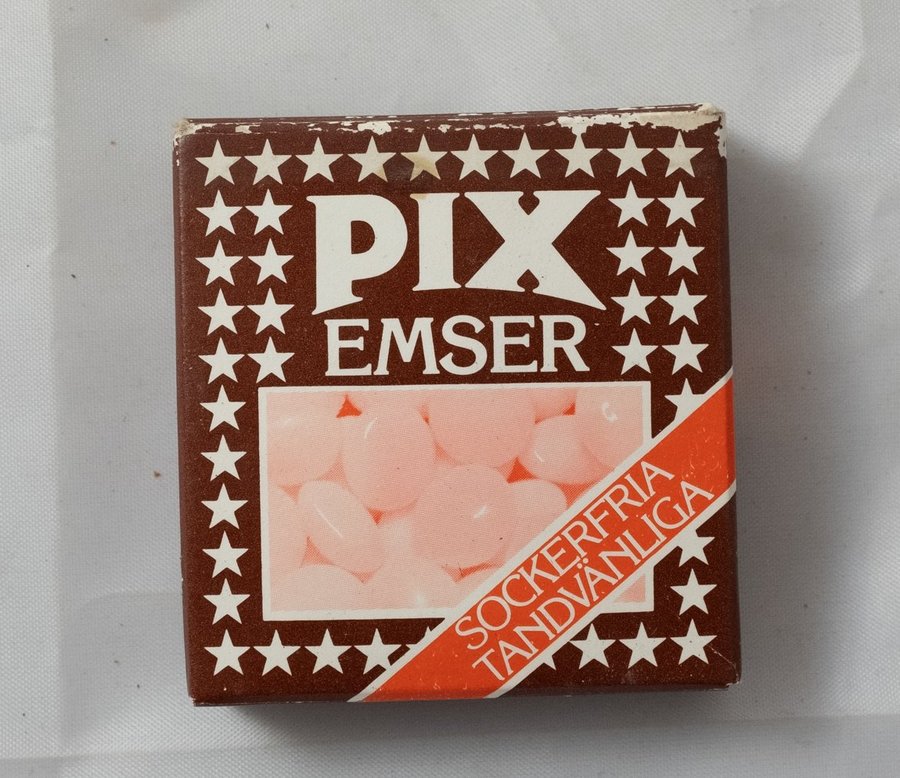 PIX
EMSER
SOCKERFRIA
TANDVÄNLIGA